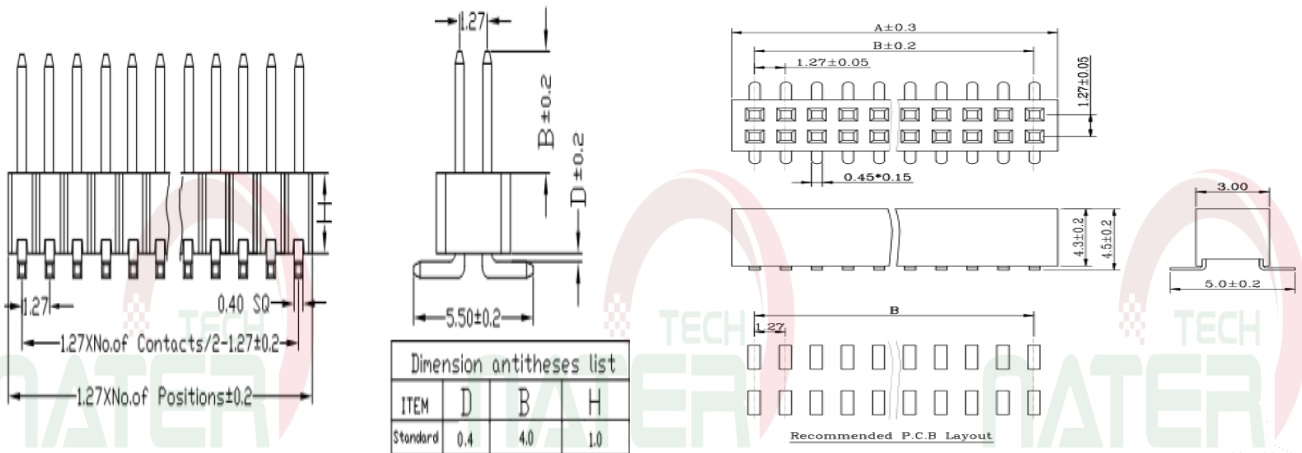 1.27
B±0.2
D±0.2
H
1.27
0.40 SQ
5.50±0.2
1.27XNo.of Contacts/2-1.27±0.2
1.27XNo.of Positions±0.2
Dimension antitheses list
ITEM D B H
Standard 0.4 4.0 1.0
A±0.3
B±0.2
1.27±0.05
1.27±0.05
0.45*0.15
4.3±0.2
4.5±0.2
3.00
5.0±0.2
B
1.27
Recommended P.C.B Layout
TECH
NATER
TECH
NATER
TECH
NATER